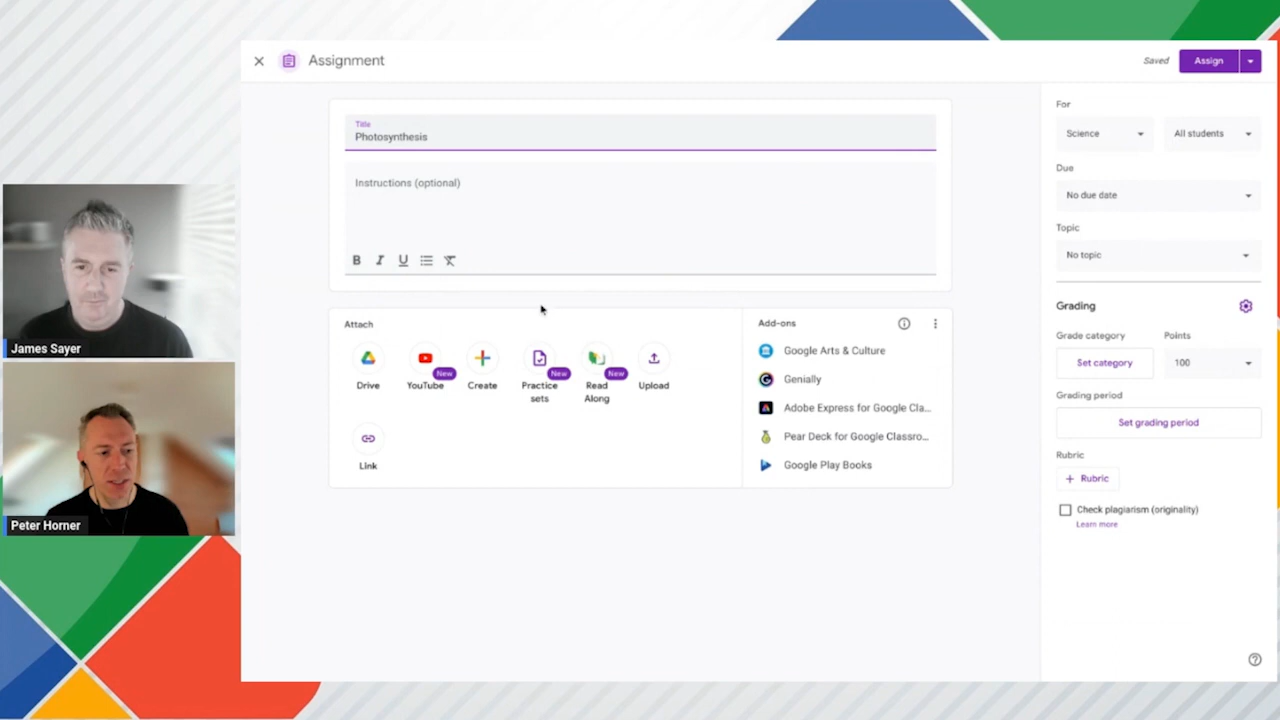 Assignment
Saved
Assign
Title
Photosynthesis
Instructions (optional)
B I U
Attach
Drive
YouTube
New
Create
Practice sets
New
Read Along
New
Upload
Link
Add-ons
Google Arts & Culture
Genially
Adobe Express for Google Cla...
Pear Deck for Google Classro...
Google Play Books
For
Science
All students
Due
No due date
Topic
No topic
Grading
Grade category
Points
Set category
100
Grading period
Set grading period
Rubric
+ Rubric
Check plagiarism (originality)
Learn more
James Sayer
Peter Horner